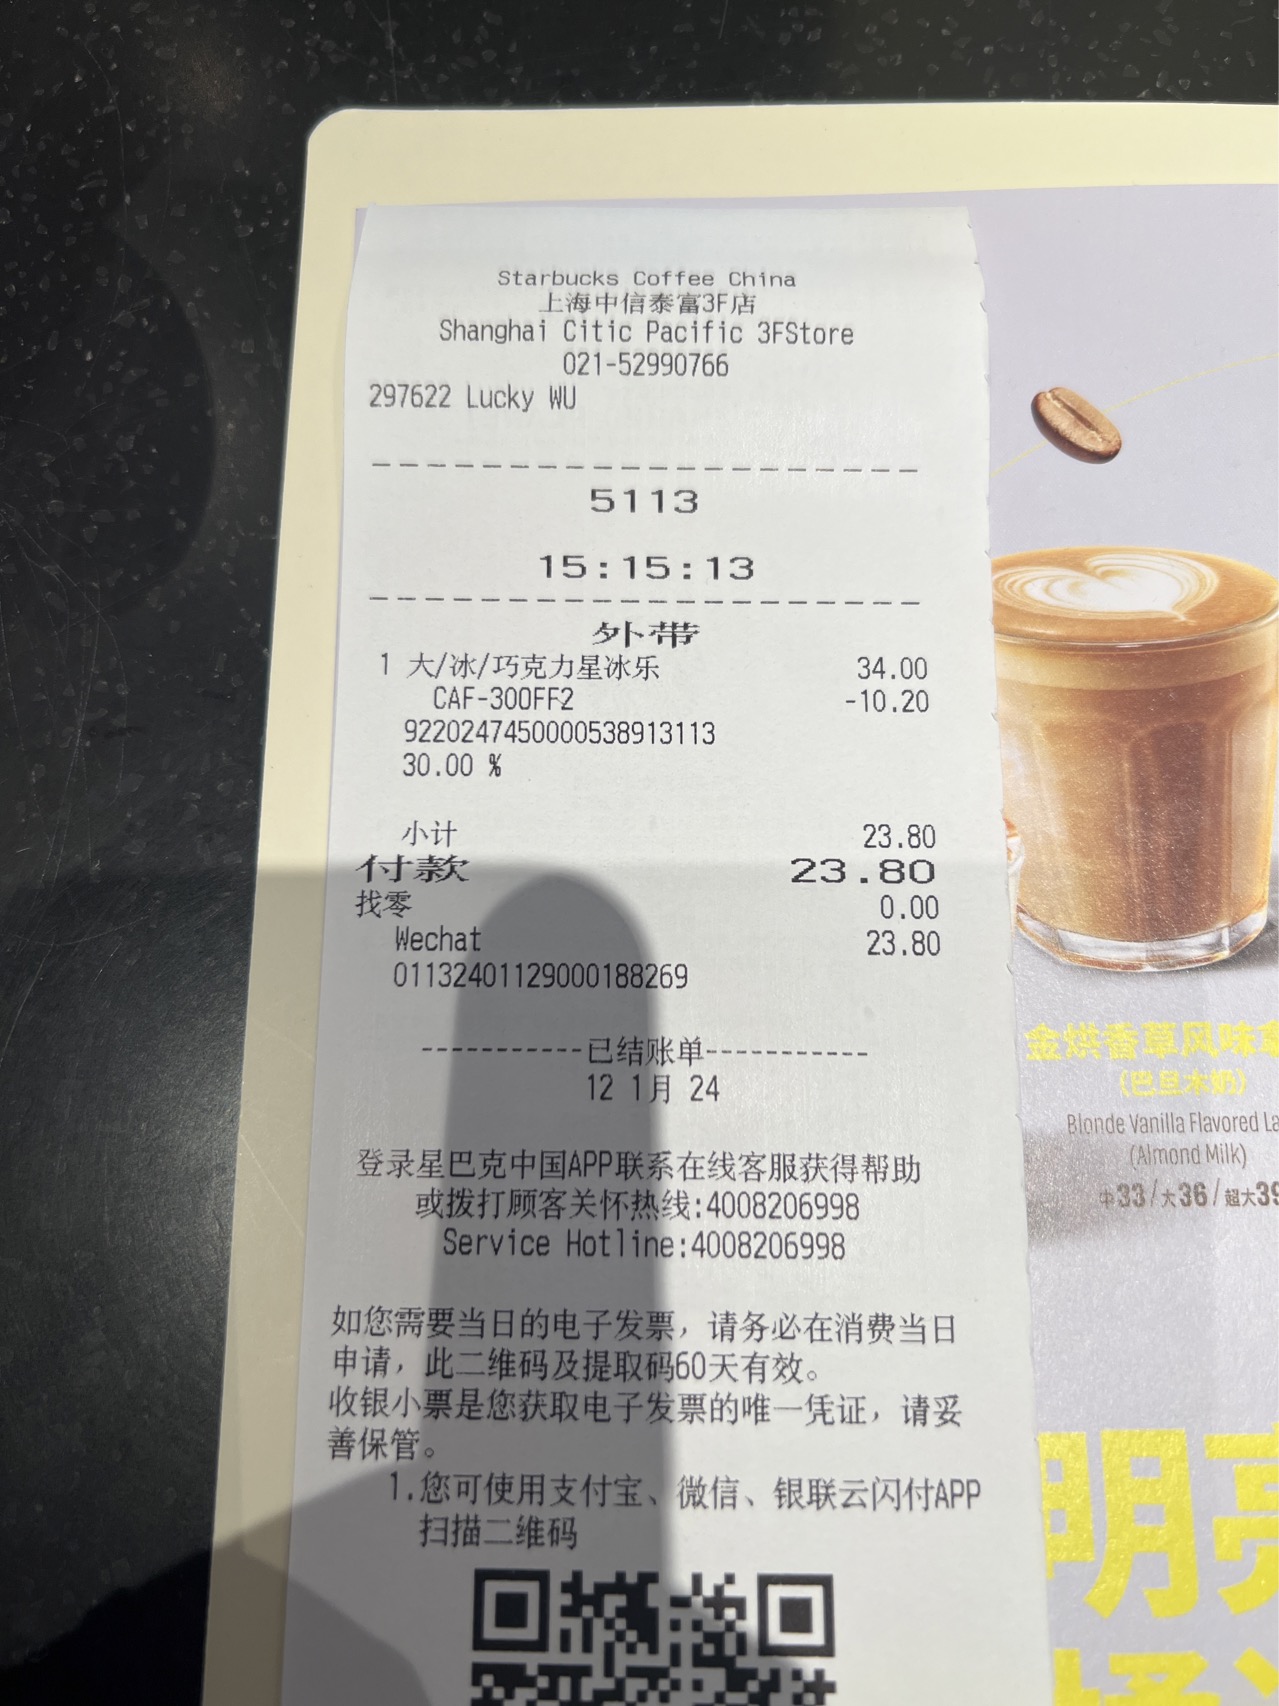 Starbucks Coffee China
上海中信泰富3F店
Shanghai Citic Pacific 3FStore
021-52990766
297622 Lucky WU
5113
15:15:13
外带
1 大/冰/巧克力星冰乐 34.00
CAF-300FF2 -10.20
9220247450000538913113
30.00 %
小计 23.80
付款 23.80
找零 0.00
Wechat 23.80
01132401129000188269
-----------已结账单-----------
12 1月 24
登录星巴克中国APP联系在线客服获得帮助
或拨打顾客关怀热线:4008206998
Service Hotline:4008206998
如您需要当日的电子发票，请务必在消费当日
申请，此二维码及提取码60天有效。
收银小票是您获取电子发票的唯一凭证，请妥
善保管。
1.您可使用支付宝、微信、银联云闪付APP
扫描二维码
金烘香草风味拿
(巴旦木奶)
Blonde Vanilla Flavored La
(Almond Milk)
中33/大36/超大39
明亮